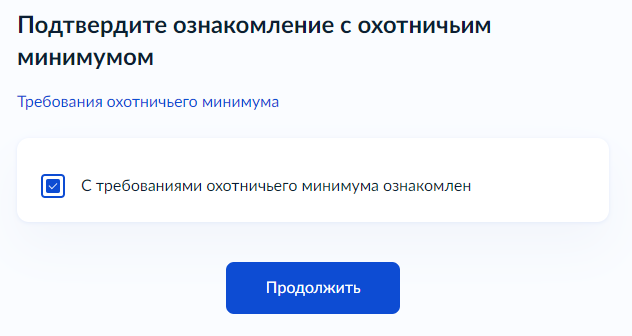 Подтвердите ознакомление с охотничьим
минимумом
Требования охотничьего минимума
С требованиями охотничьего минимума ознакомлен
Продолжить